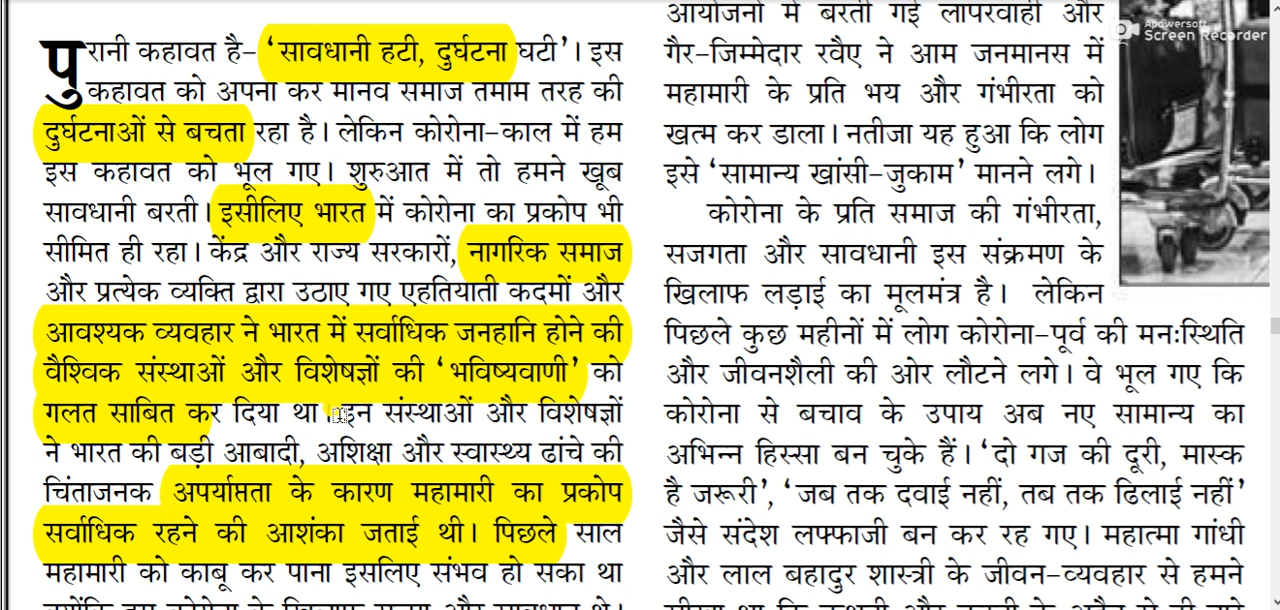 पुरानी कहावत है– ‘सावधानी हटी, दुर्घटना घटी’। इस
कहावत को अपना कर मानव समाज तमाम तरह की
दुर्घटनाओं से बचता रहा है। लेकिन कोरोना–काल में हम
इस कहावत को भूल गए। शुरुआत में तो हमने खूब
सावधानी बरती। इसीलिए भारत में कोरोना का प्रकोप भी
सीमित ही रहा। केंद्र और राज्य सरकारों, नागरिक समाज
और प्रत्येक व्यक्ति द्वारा उठाए गए एहतियाती कदमों और
आवश्यक व्यवहार ने भारत में सर्वाधिक जनहानि होने की
वैश्विक संस्थाओं और विशेषज्ञों की ‘भविष्यवाणी’ को
गलत साबित कर दिया था। इन संस्थाओं और विशेषज्ञों
ने भारत की बड़ी आबादी, अशिक्षा और स्वास्थ्य ढांचे की
चिंताजनक अपर्याप्तता के कारण महामारी का प्रकोप
सर्वाधिक रहने की आशंका जताई थी। पिछले साल
महामारी को काबू कर पाना इसलिए संभव हो सका था
आयोजनों में बरती गई लापरवाही और
गैर–जिम्मेदार रवैए ने आम जनमानस में
महामारी के प्रति भय और गंभीरता को
खत्म कर डाला। नतीजा यह हुआ कि लोग
इसे ‘सामान्य खांसी–जुकाम’ मानने लगे।
कोरोना के प्रति समाज की गंभीरता,
सजगता और सावधानी इस संक्रमण के
खिलाफ लड़ाई का मूलमंत्र है। लेकिन
पिछले कुछ महीनों में लोग कोरोना–पूर्व की मनःस्थिति
और जीवनशैली की ओर लौटने लगे। वे भूल गए कि
कोरोना से बचाव के उपाय अब नए सामान्य का
अभिन्न हिस्सा बन चुके हैं। ‘दो गज की दूरी, मास्क
है जरूरी’, ‘जब तक दवाई नहीं, तब तक ढिलाई नहीं’
जैसे संदेश लफ्फाजी बन कर रह गए। महात्मा गांधी
और लाल बहादुर शास्त्री के जीवन–व्यवहार से हमने
Apowersoft
Screen Recorder